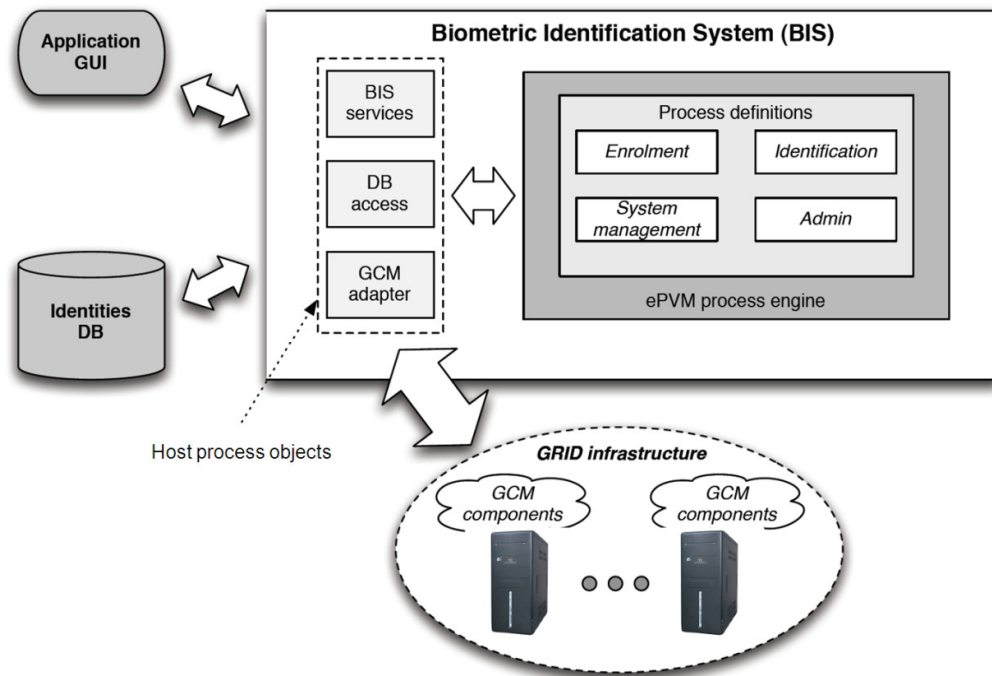 Application
GUI
Biometric Identification System (BIS)
BIS
services
DB
access
GCM
adapter
Process definitions
Enrolment
Identification
System
management
Admin
ePVM process engine
Identities
DB
Host process objects
GRID infrastructure
GCM
components
GCM
components